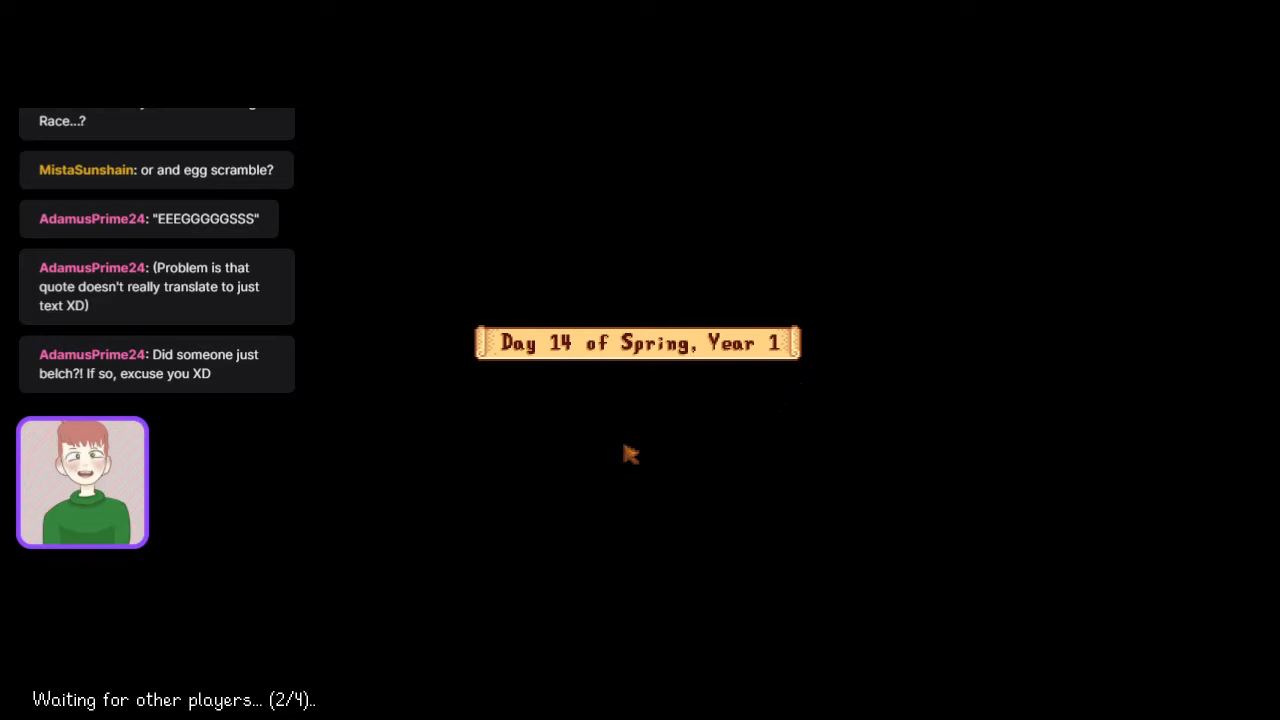 Race...?
MistaSunshain: or and egg scramble?
AdamusPrime24: "EEEGGGGGSSS"
AdamusPrime24: (Problem is that
quote doesn't really translate to just
text XD)
AdamusPrime24: Did someone just
belch?! If so, excuse you XD
Day 14 of Spring, Year 1
Waiting for other players... (2/4)..